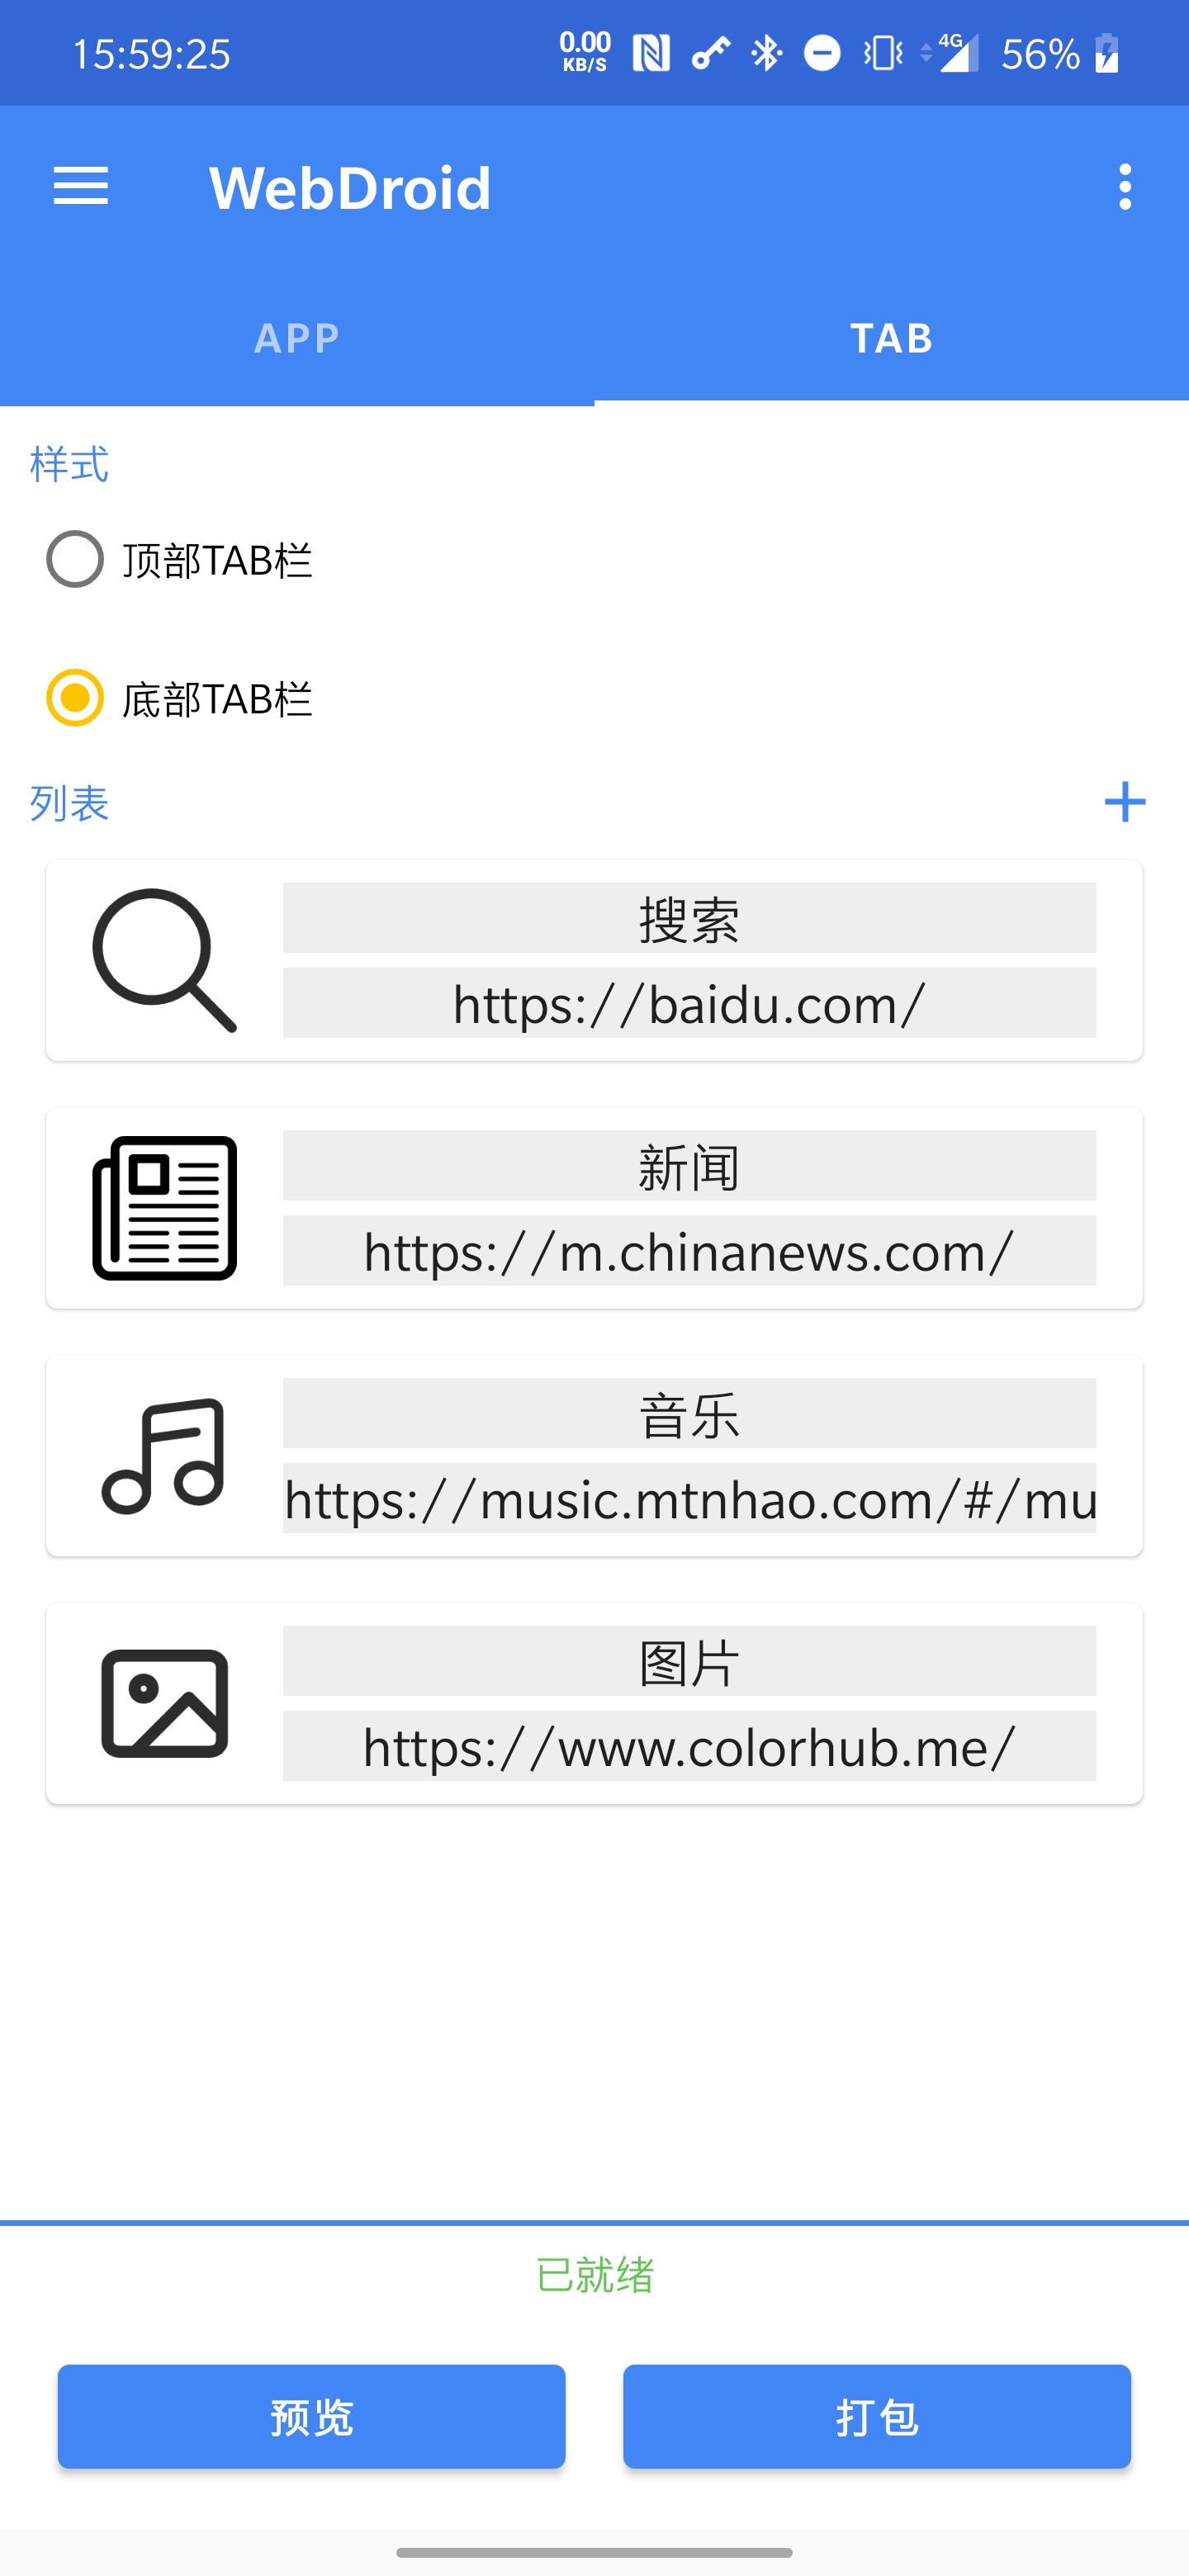 15:59:25 0.00 KB/S 4G 56%
WebDroid
APP TAB
样式
顶部TAB栏
底部TAB栏
列表
搜索
https://baidu.com/
新闻
https://m.chinanews.com/
音乐
https://music.mtnhao.com/#/mu
图片
https://www.colorhub.me/
已就绪
预览 打包